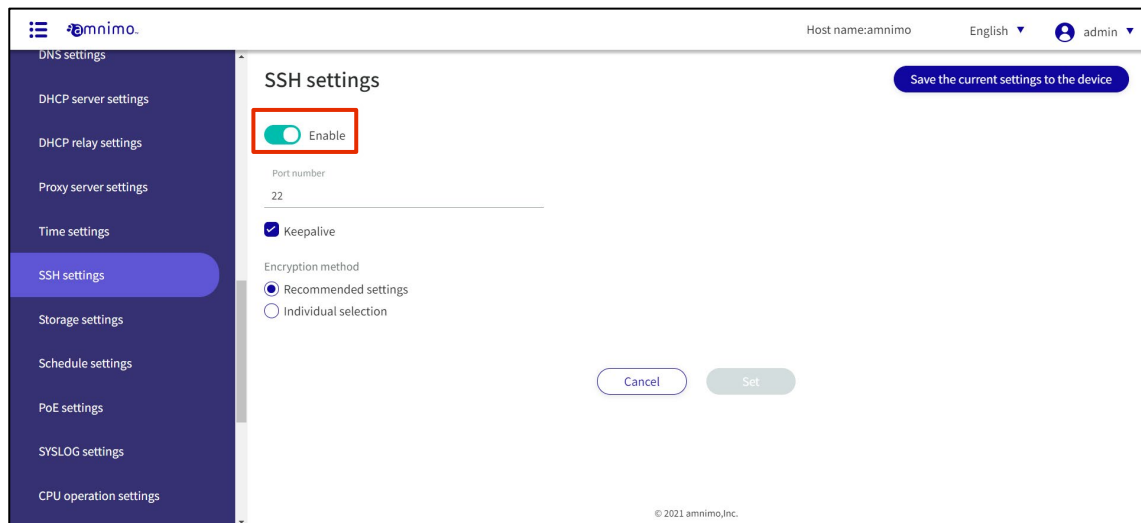 amnimo
Host name:amnimo
English
admin
DNS settings
DHCP server settings
DHCP relay settings
Proxy server settings
Time settings
SSH settings
Storage settings
Schedule settings
PoE settings
SYSLOG settings
CPU operation settings
SSH settings
Save the current settings to the device
Enable
Port number
22
Keepalive
Encryption method
Recommended settings
Individual selection
Cancel
Set
© 2021 amnimo,Inc.